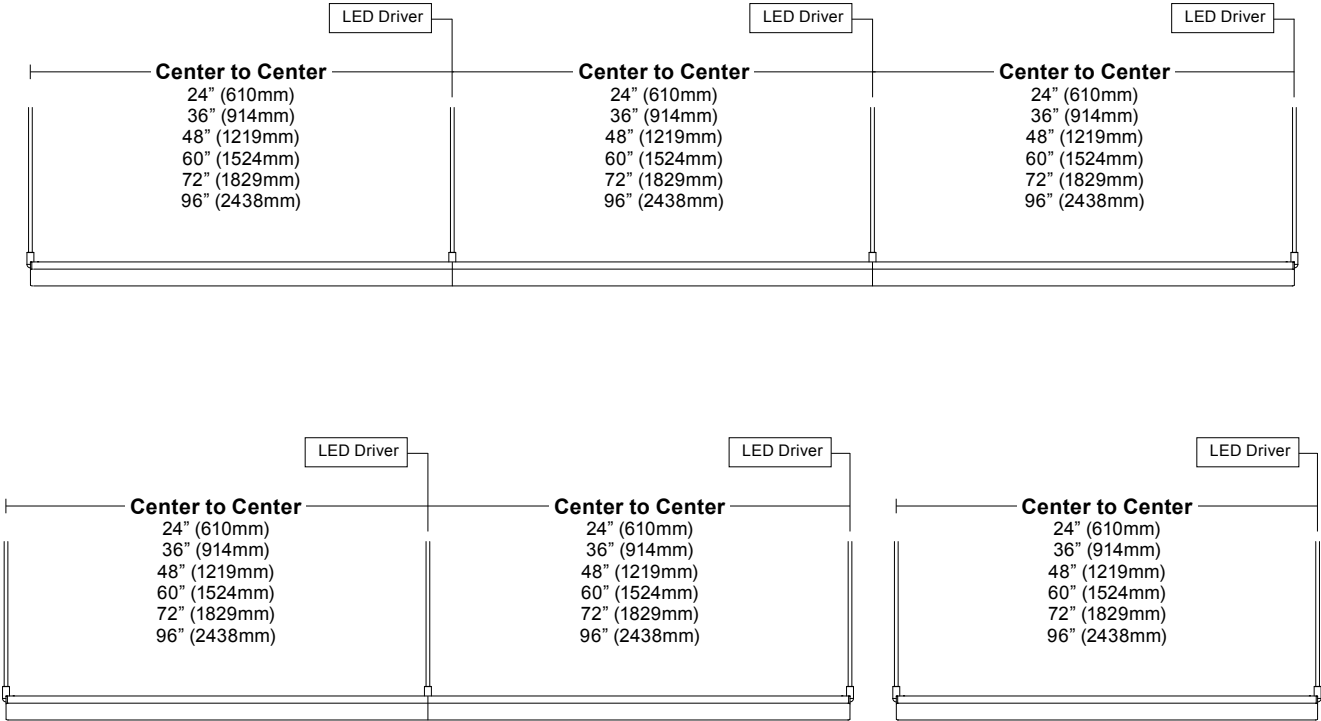 LED Driver
LED Driver
LED Driver
Center to Center
24” (610mm)
36” (914mm)
48” (1219mm)
60” (1524mm)
72” (1829mm)
96” (2438mm)
Center to Center
24” (610mm)
36” (914mm)
48” (1219mm)
60” (1524mm)
72” (1829mm)
96” (2438mm)
Center to Center
24” (610mm)
36” (914mm)
48” (1219mm)
60” (1524mm)
72” (1829mm)
96” (2438mm)
LED Driver
LED Driver
LED Driver
Center to Center
24” (610mm)
36” (914mm)
48” (1219mm)
60” (1524mm)
72” (1829mm)
96” (2438mm)
Center to Center
24” (610mm)
36” (914mm)
48” (1219mm)
60” (1524mm)
72” (1829mm)
96” (2438mm)
Center to Center
24” (610mm)
36” (914mm)
48” (1219mm)
60” (1524mm)
72” (1829mm)
96” (2438mm)